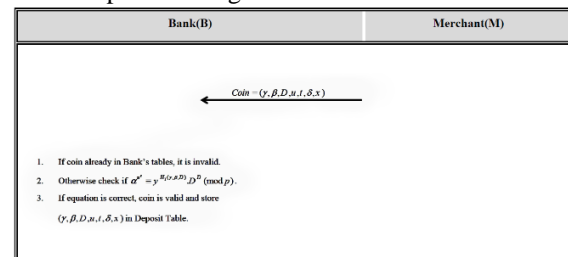 Bank(B) Merchant(M)
Coin = (γ,β,D,u,t,δ,x)
1. If coin already in Bank's tables, it is invalid.
2. Otherwise check if (mod p).
3. If equation is correct, coin is valid and store
(γ,β,D,u,t,δ,x) in Deposit Table.